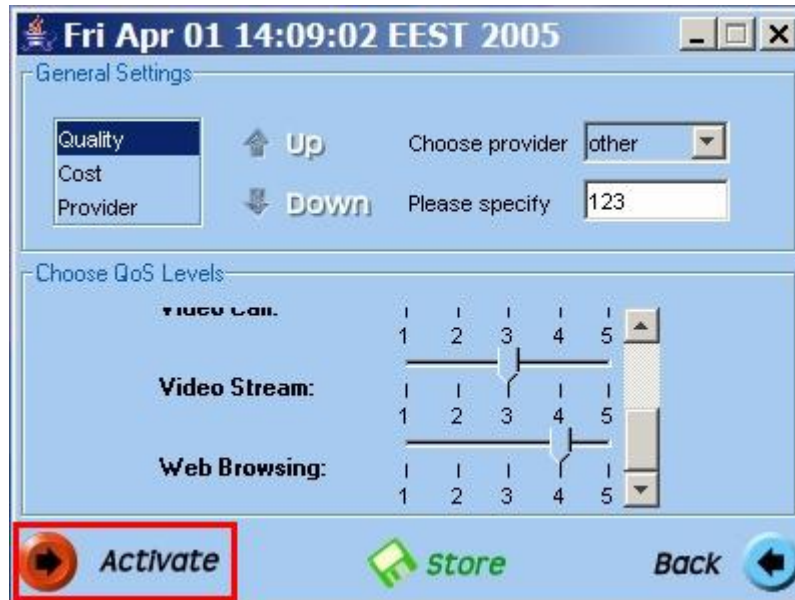 Fri Apr 01 14:09:02 EEST 2005
General Settings
Quality
Cost
Provider
Up
Down
Choose provider other
Please specify 123
Choose QoS Levels
Video Call:
1 2 3 4 5
Video Stream:
1 2 3 4 5
Web Browsing:
1 2 3 4 5
Activate
Store
Back